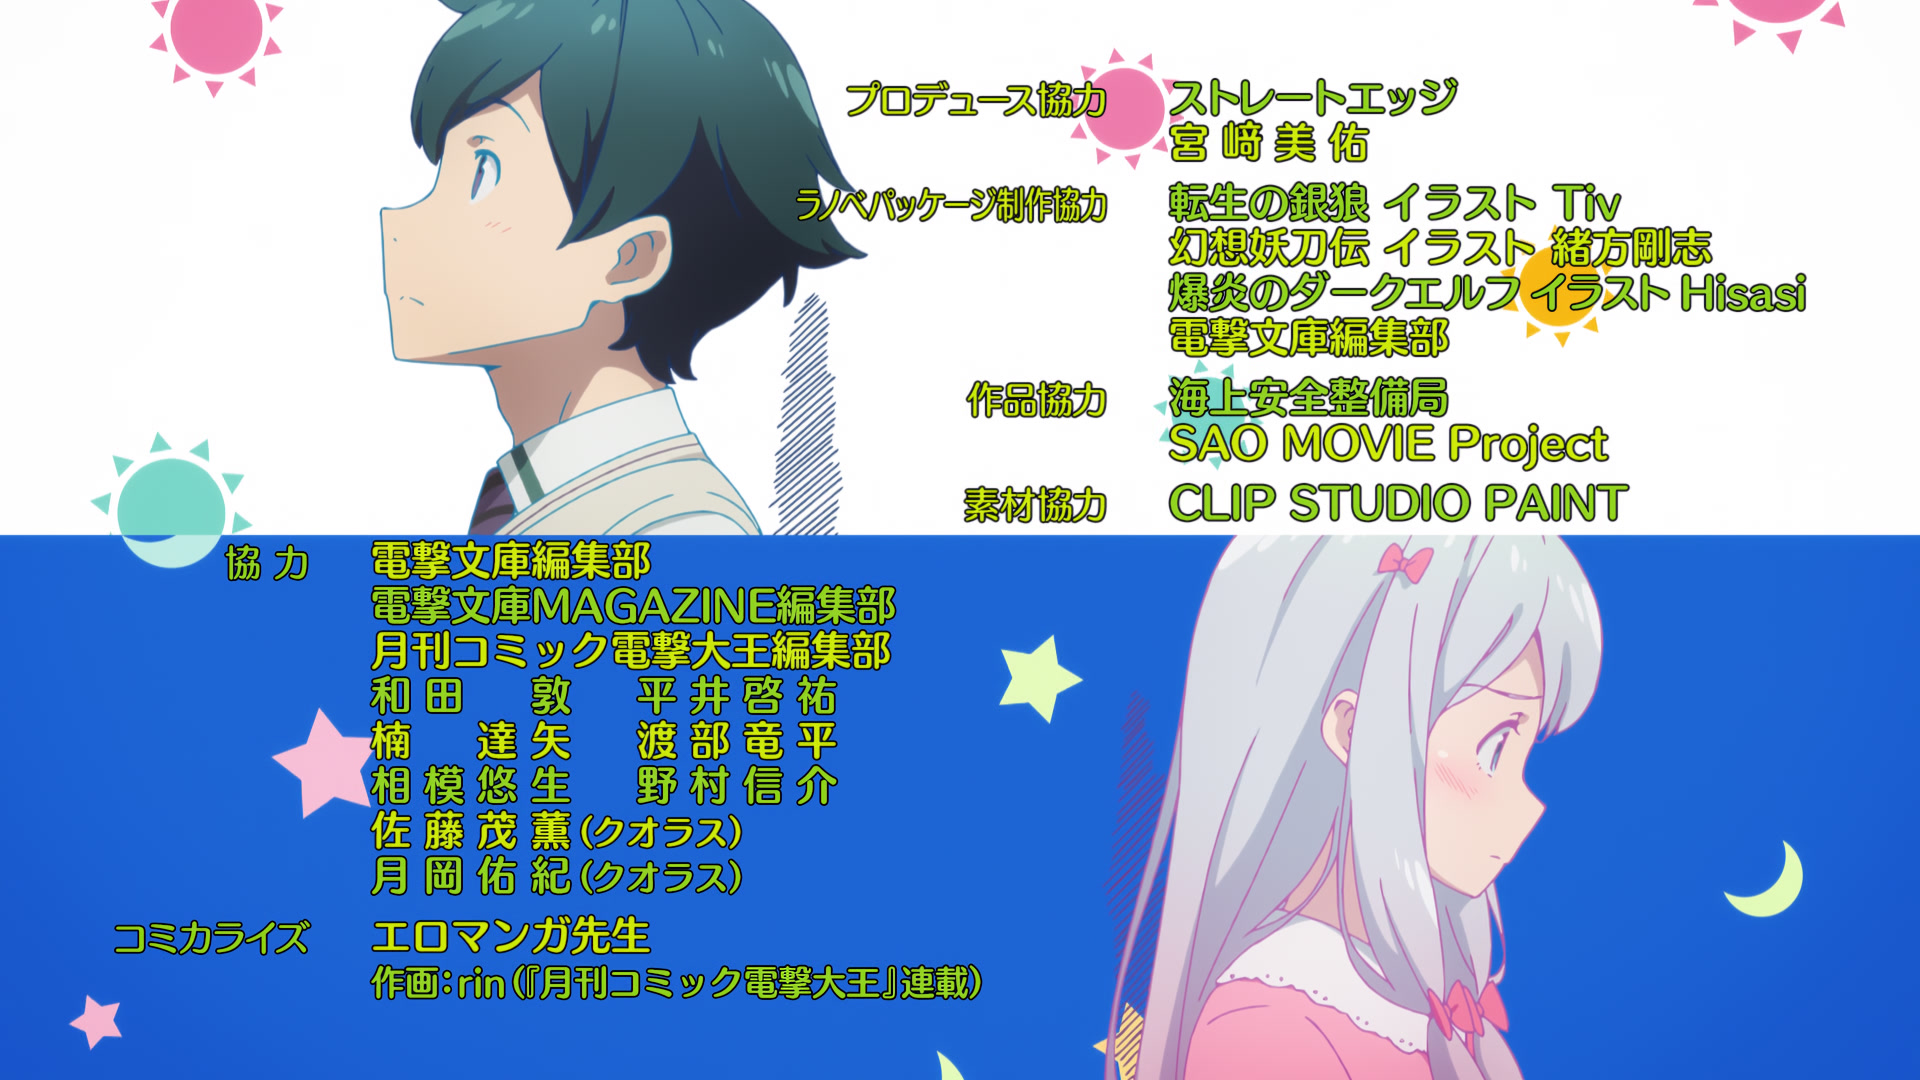 プロデュース協力 ストレートエッジ
宮﨑美佑
ラノベパッケージ制作協力 転生の銀狼 イラスト Tiv
幻想妖刀伝 イラスト 緒方剛志
爆炎のダークエルフ イラスト Hisasi
電撃文庫編集部
作品協力 海上安全整備局
SAO MOVIE Project
素材協力 CLIP STUDIO PAINT
協力 電撃文庫編集部
電撃文庫MAGAZINE編集部
月刊コミック電撃大王編集部
和田 敦 平井啓祐
楠 達矢 渡部竜平
相模悠生 野村信介
佐藤茂薫(クオラス)
月岡佑紀(クオラス)
コミカライズ エロマンガ先生
作画:rin(『月刊コミック電撃大王』連載)